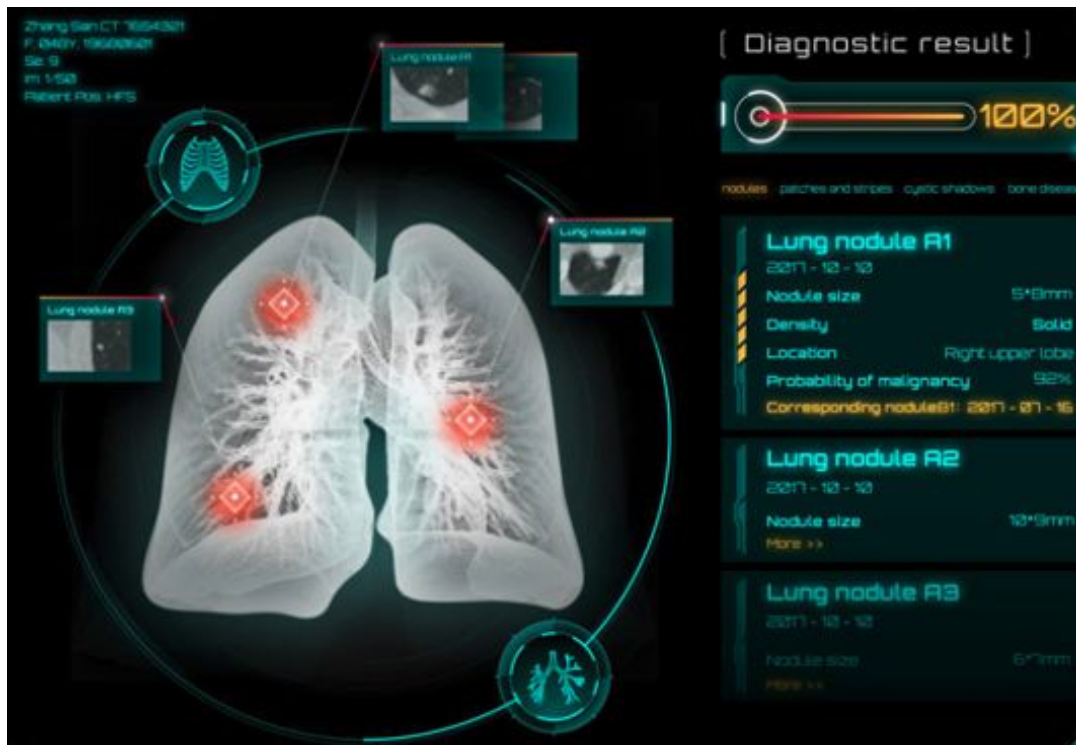 Zhang San CT 7654321
F, 048Y, 19680601
Se: 9
Im: 1/50
Patient Pos: HFS
Lung nodule A1
Lung nodule A2
Lung nodule A3
[ Diagnostic result ]
100%
nodules patches and stripes cystic shadows bone disease
Lung nodule A1
2017 - 10 - 10
Nodule size 5*8mm
Density Solid
Location Right upper lobe
Probability of malignancy 92%
Corresponding noduleB1: 2017 - 07 - 16
Lung nodule A2
2017 - 10 - 10
Nodule size 10*9mm
More >>
Lung nodule A3
2017 - 10 - 10
Nodule size 6*7mm
More >>